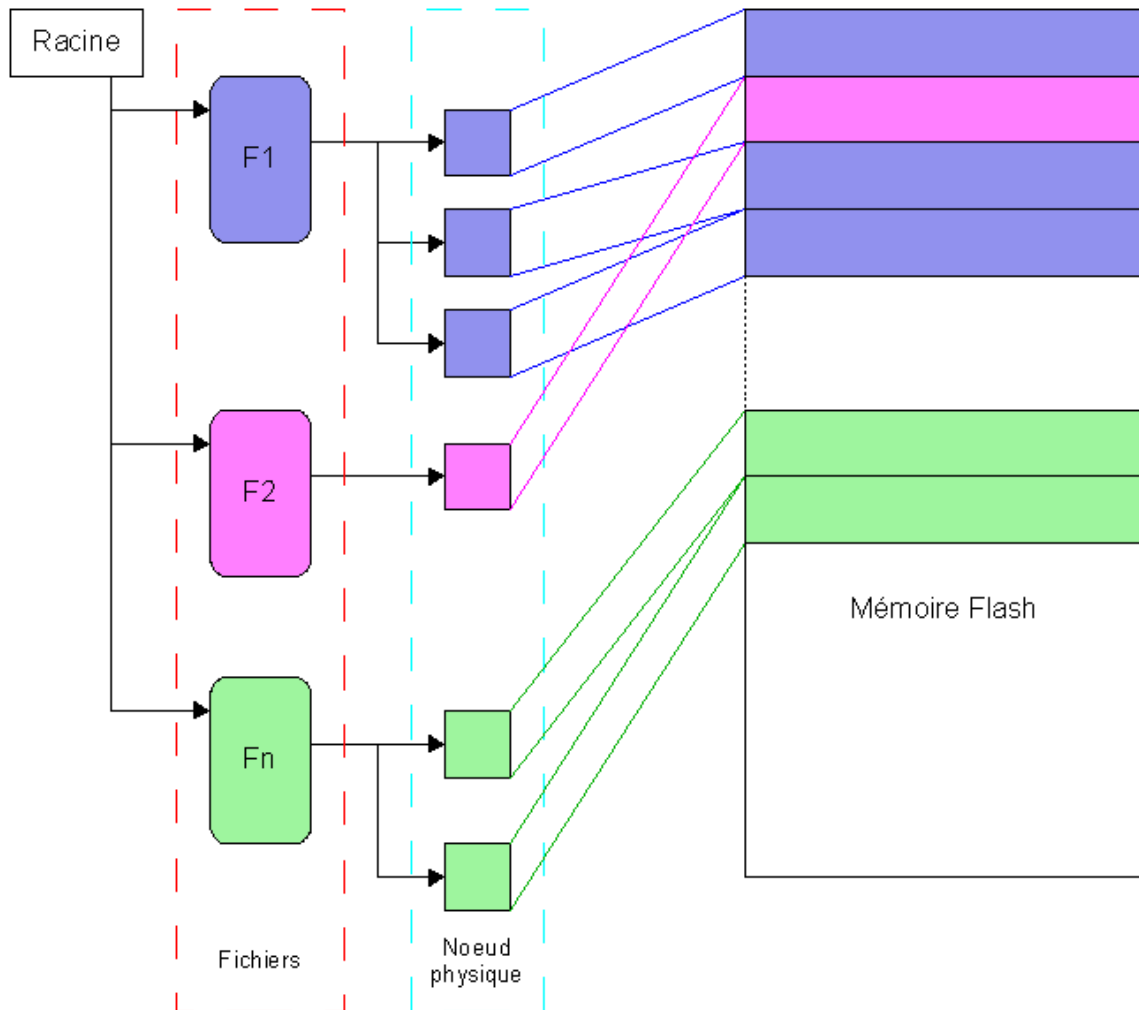 Racine
F1
F2
Mémoire Flash
Fn
Fichiers
Noeud
physique